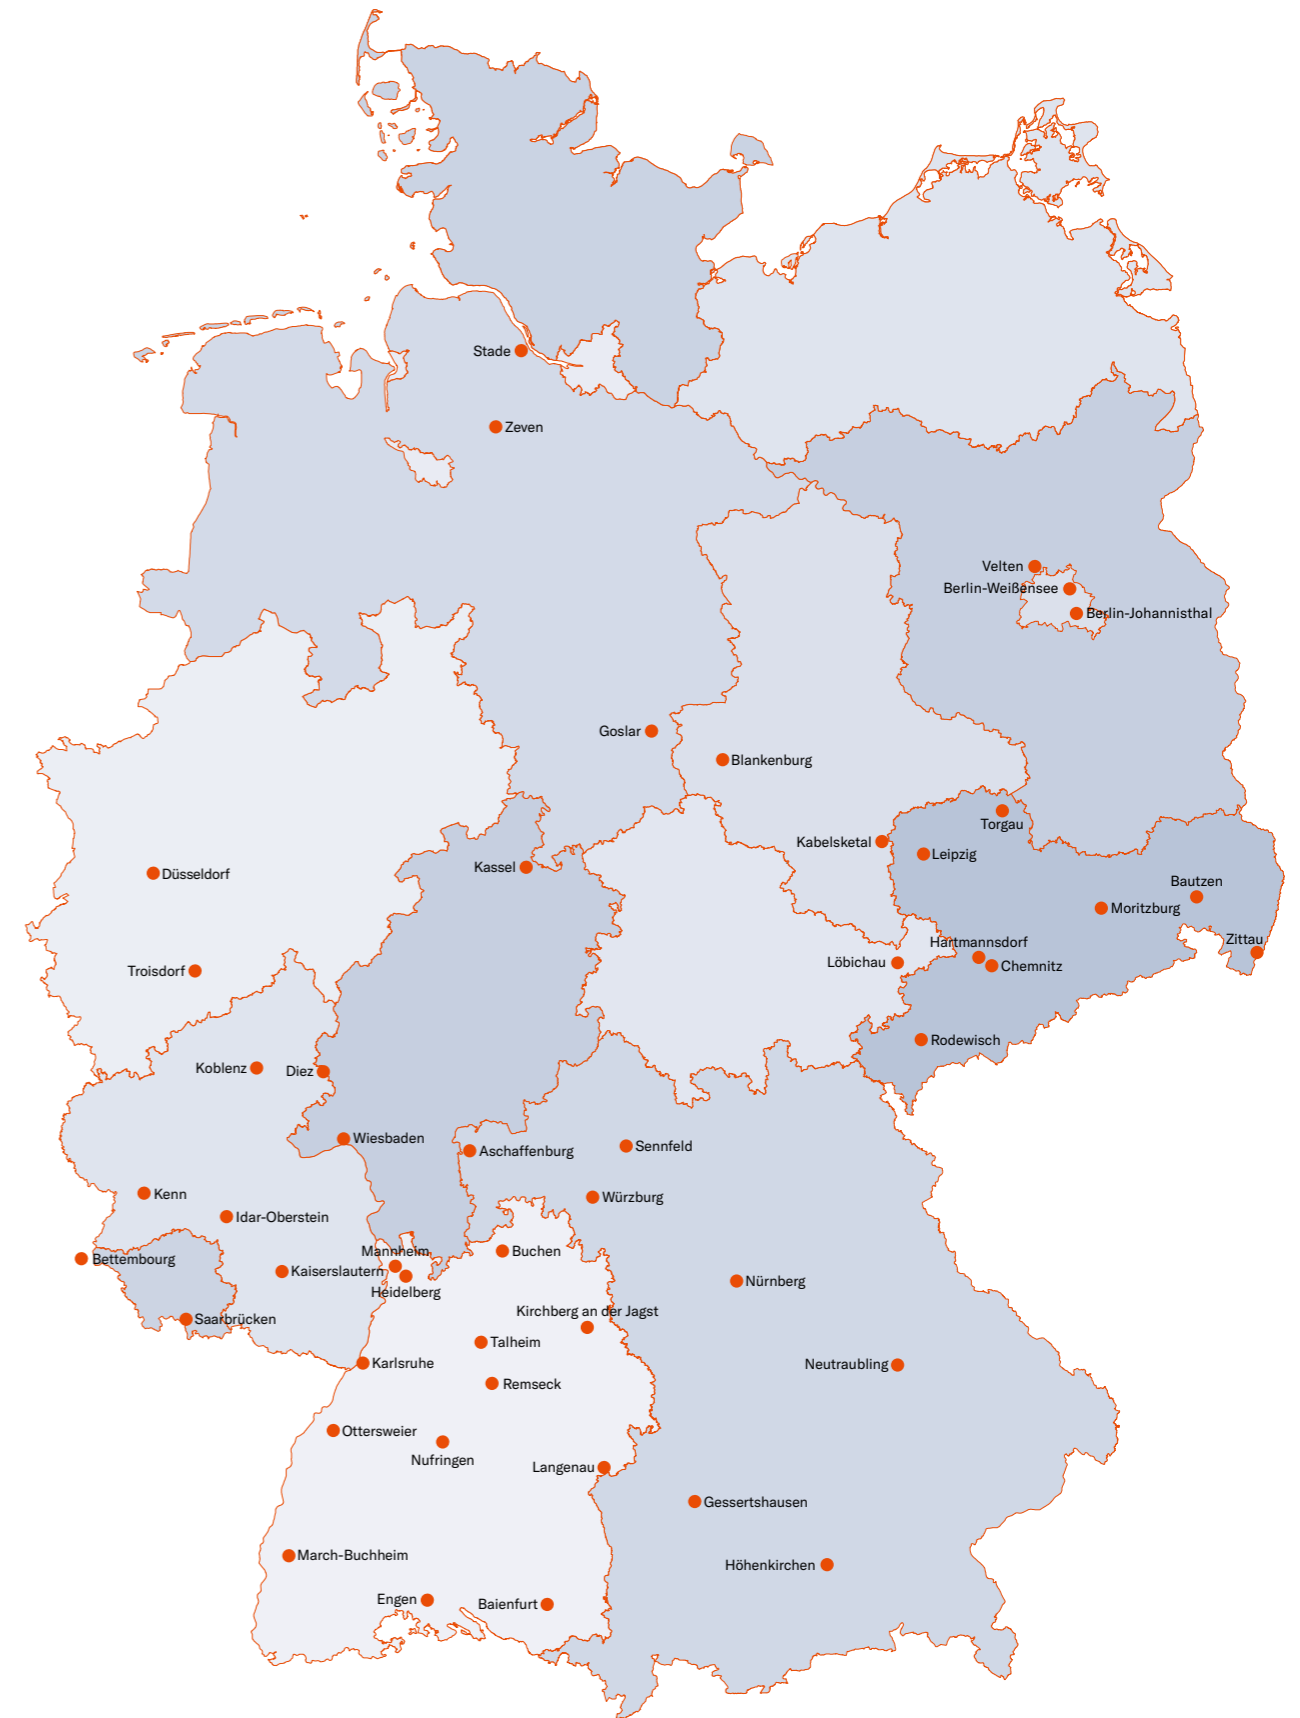 Stade
Zeven
Velten
Berlin-Weißensee
Berlin-Johannisthal
Goslar
Blankenburg
Torgau
Kabelsketal
Leipzig
Kassel
Düsseldorf
Bautzen
Moritzburg
Zittau
Hartmannsdorf
Chemnitz
Löbichau
Troisdorf
Rodewisch
Koblenz
Diez
Wiesbaden
Aschaffenburg
Sennfeld
Kenn
Würzburg
Idar-Oberstein
Mannheim
Buchen
Bettembourg
Kaiserslautern
Heidelberg
Nürnberg
Kirchberg an der Jagst
Saarbrücken
Talheim
Karlsruhe
Neutraubling
Remseck
Ottersweier
Nufringen
Langenau
Gessertshausen
March-Buchheim
Höhenkirchen
Engen
Baienfurt